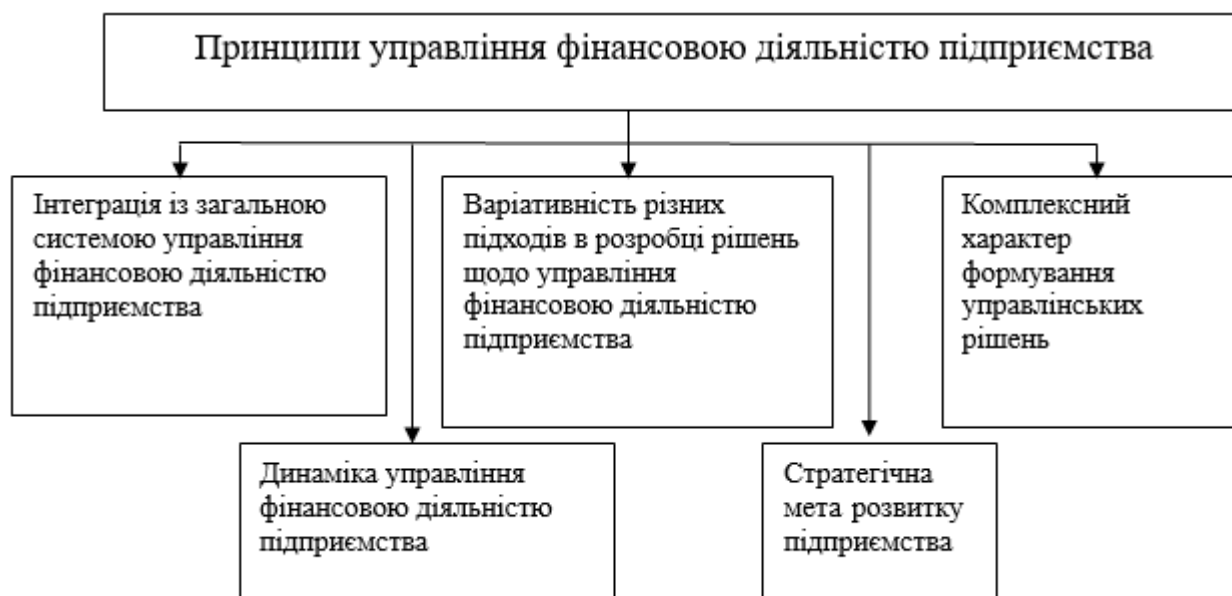 Принципи управління фінансовою діяльністю підприємства
Інтеграція із загальною
системою управління
фінансовою діяльністю
підприємства
Варіативність різних
підходів в розробці рішень
щодо управління
фінансовою діяльністю
підприємства
Комплексний
характер
формування
управлінських
рішень
Динаміка управління
фінансовою діяльністю
підприємства
Стратегічна
мета розвитку
підприємства